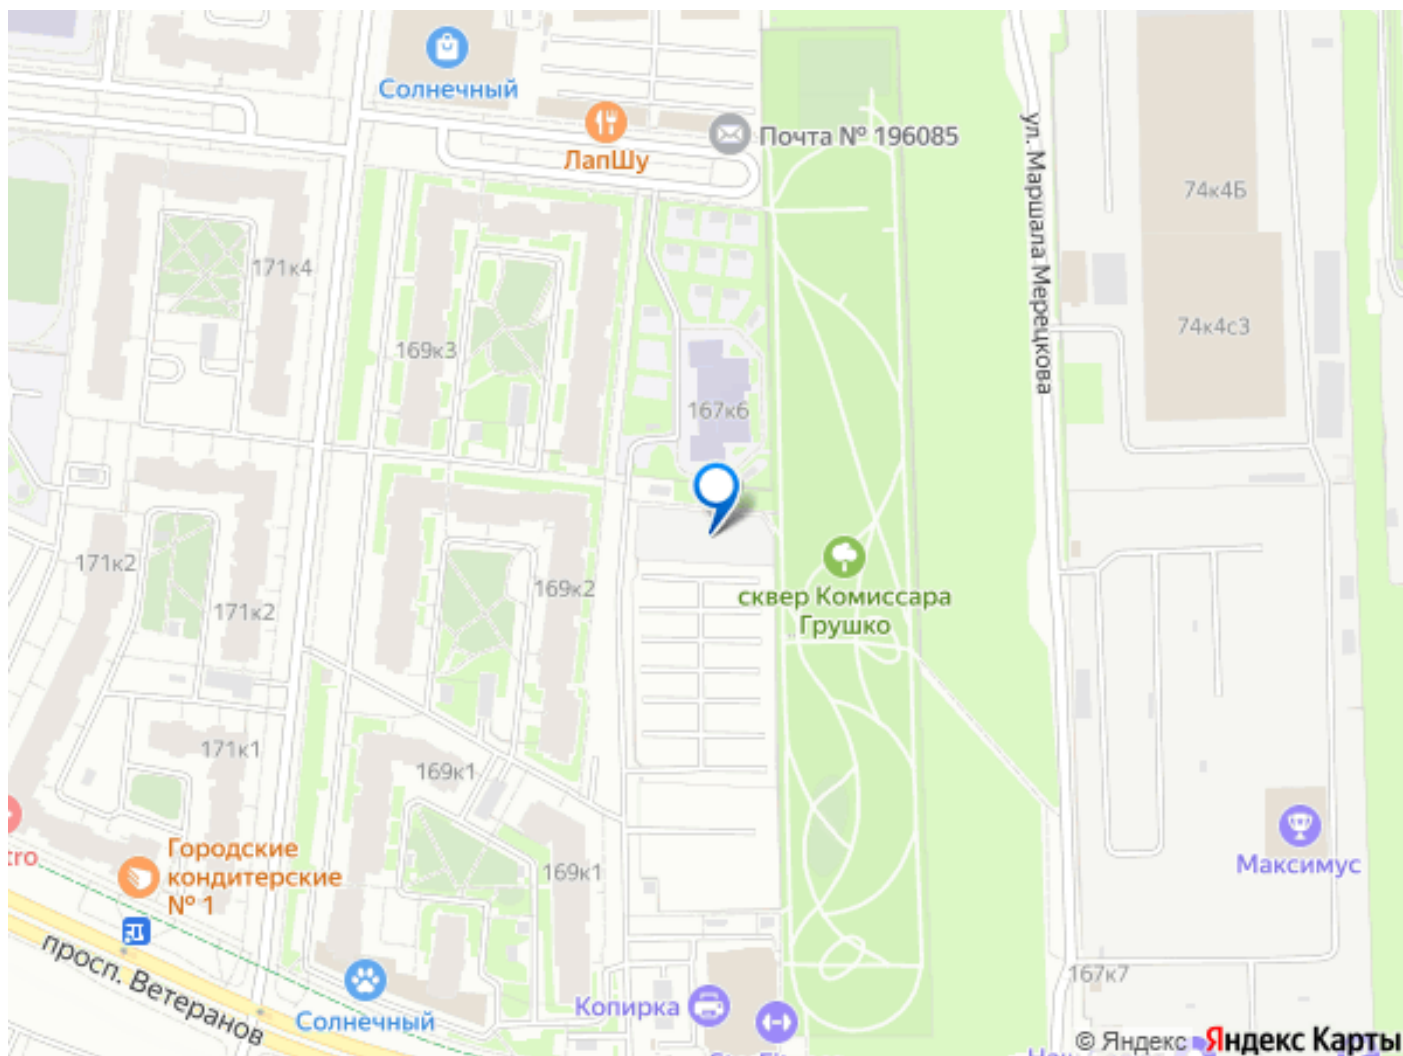 Солнечный
ЛапШу
Почта № 196085
ул. Маршала Мерецкова
74к4Б
171к4
169к3
74к4с3
167к6
171к2
171к2
169к2
сквер Комиссара
Грушко
171к1
169к1
Городские
кондитерские
№ 1
169к1
Максимус
просп. Ветеранов
Солнечный
Копирка
167к7
© Яндекс Яндекс Карты